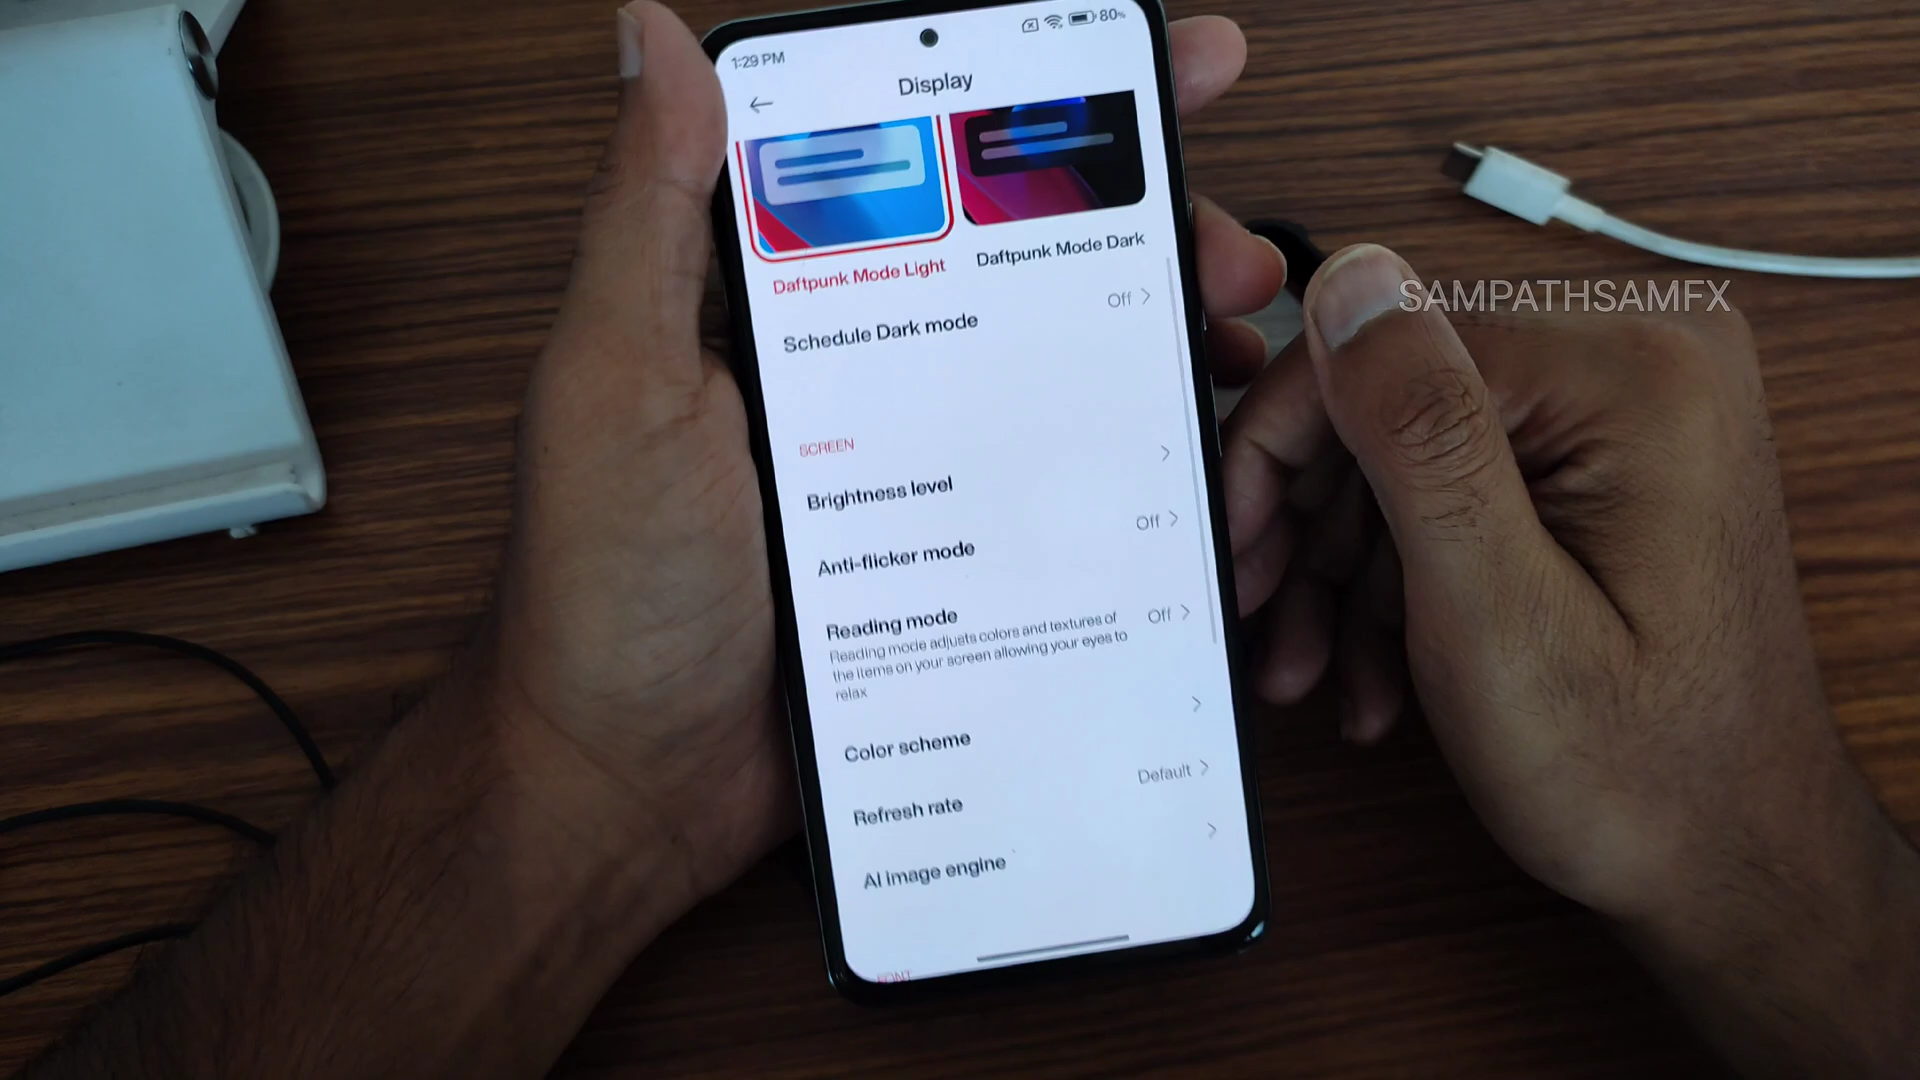 1:29 PM
80%
Display
Daftpunk Mode Light
Daftpunk Mode Dark
Schedule Dark mode
Off
SCREEN
Brightness level
Anti-flicker mode
Off
Reading mode
Reading mode adjusts colors and textures of
the items on your screen allowing your eyes to
relax
Off
Color scheme
Refresh rate
Default
AI image engine
FONT
SAMPATHSAMFX